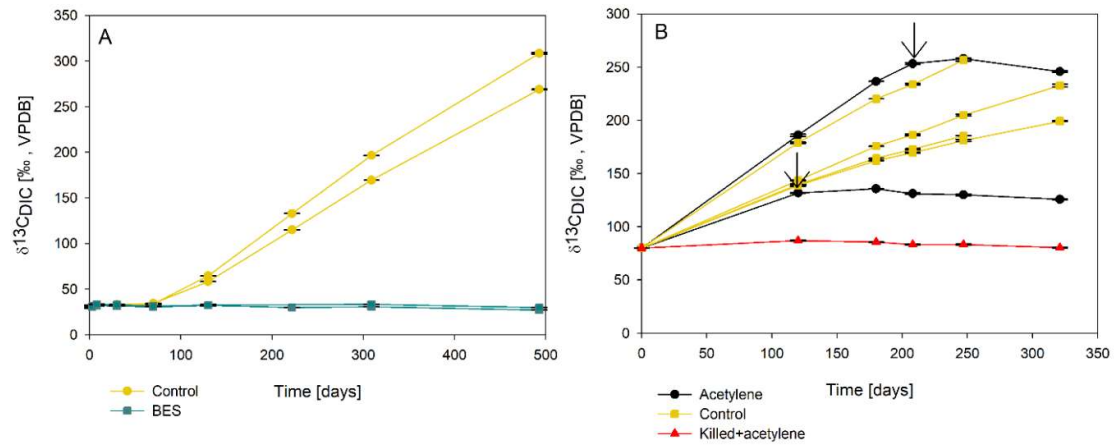 A
350
300
250
200
150
100
50
0
δ13CDIC [‰ , VPDB]
0 100 200 300 400 500
Time [days]
Control
BES
B
300
250
200
150
100
50
0
δ13CDIC [‰ , VPDB]
0 50 100 150 200 250 300 350
Time [days]
Acetylene
Control
Killed+acetylene